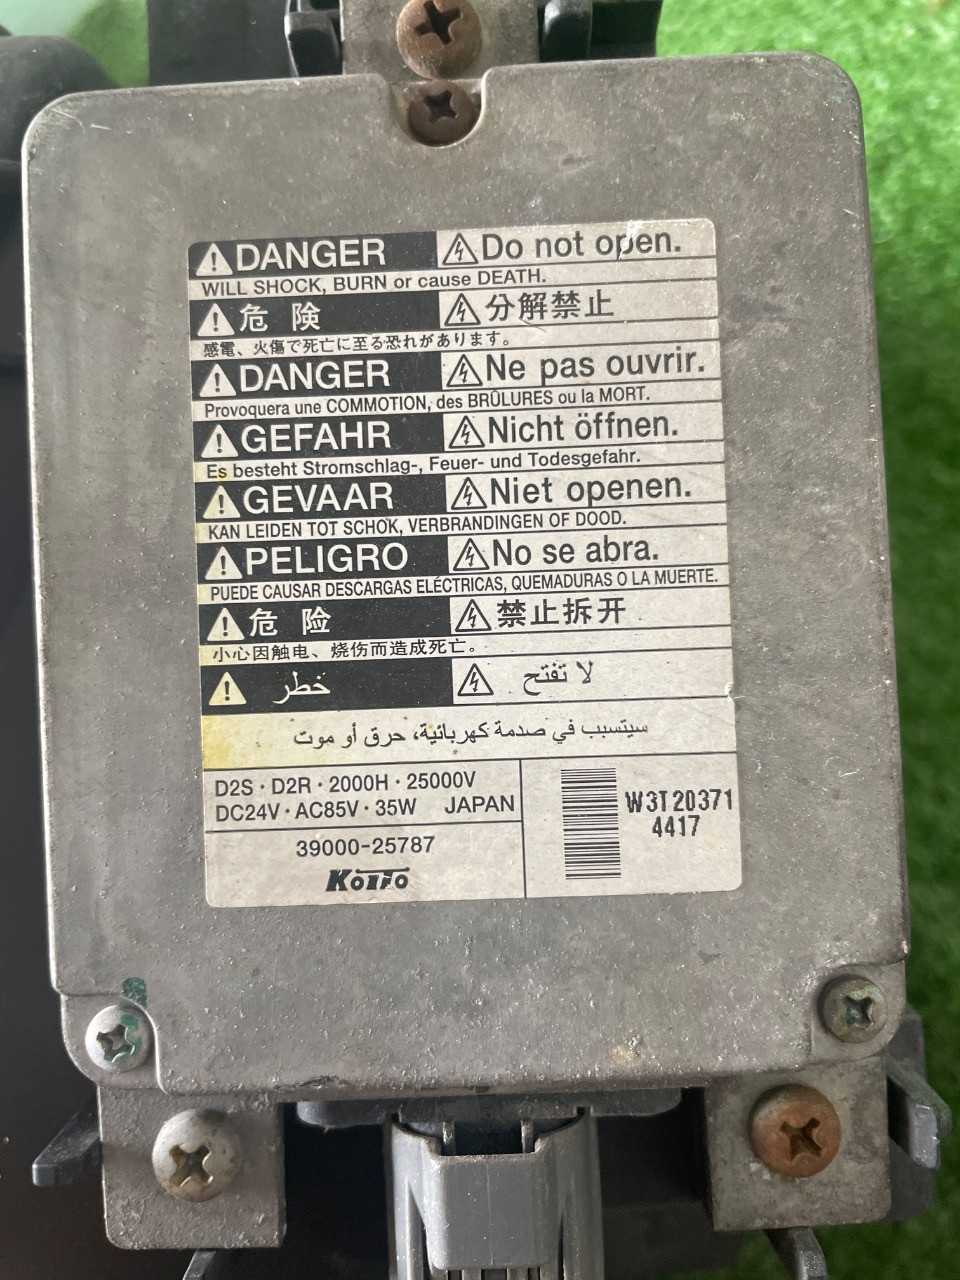 DANGER Do not open.
WILL SHOCK, BURN or cause DEATH.
危険 分解禁止
感電、火傷で死亡に至る恐れがあります。
DANGER Ne pas ouvrir.
Provoquera une COMMOTION, des BRÛLURES ou la MORT.
GEFAHR Nicht öffnen.
Es besteht Stromschlag-, Feuer- und Todesgefahr.
GEVAAR Niet openen.
KAN LEIDEN TOT SCHOK, VERBRANDINGEN OF DOOD.
PELIGRO No se abra.
PUEDE CAUSAR DESCARGAS ELÉCTRICAS, QUEMADURAS O LA MUERTE.
危险 禁止拆开
小心因触电、烧伤而造成死亡。
خطر لا تفتح
سيتسبب في صدمة كهربائية، حرق أو موت
D2S · D2R · 2000H · 25000V
DC24V · AC85V · 35W JAPAN
39000-25787
KOITO
W3T20371
4417